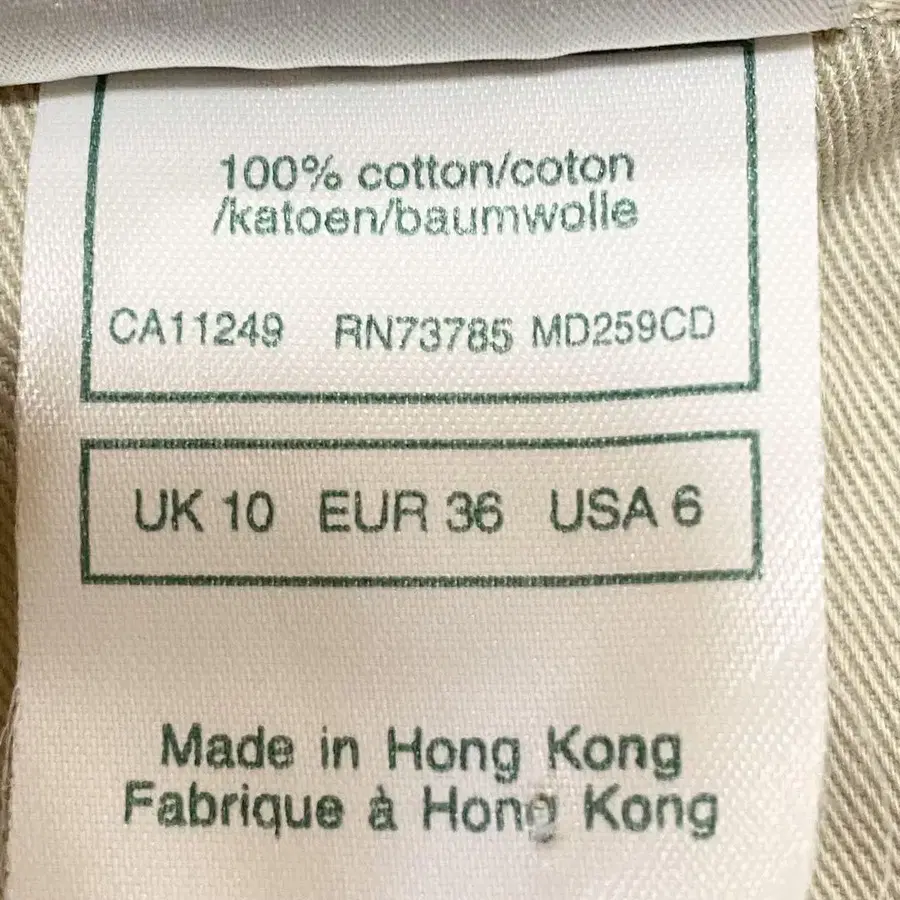 100% cotton/coton
/katoen/baumwolle
CA11249 RN73785 MD259CD
UK 10 EUR 36 USA 6
Made in Hong Kong
Fabrique à Hong Kong